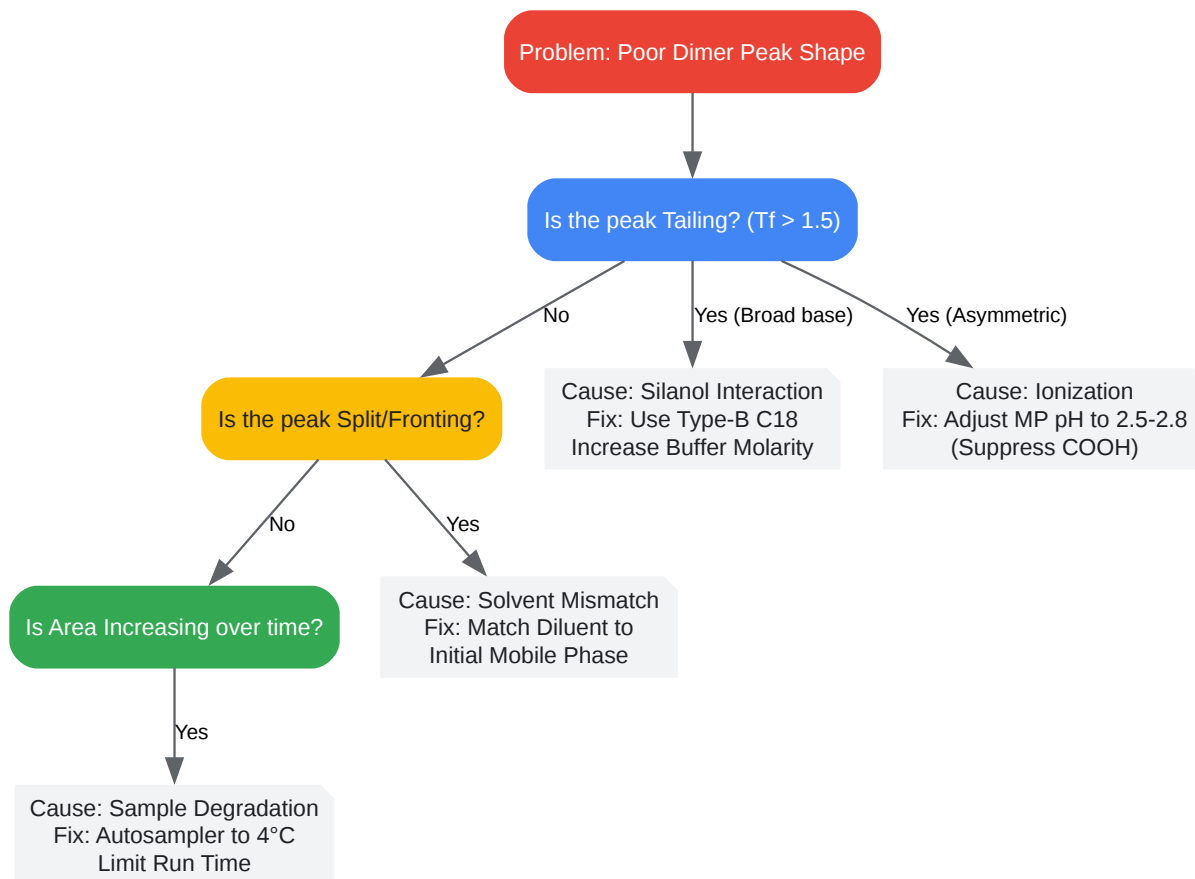 Problem: Poor Dimer Peak Shape
Is the peak Tailing? (Tf > 1.5)
No
Yes (Broad base)
Yes (Asymmetric)
Is the peak Split/Fronting?
Cause: Silanol Interaction
Fix: Use Type-B C18
Increase Buffer Molarity
Cause: Ionization
Fix: Adjust MP pH to 2.5-2.8
(Suppress COOH)
No
Yes
Is Area Increasing over time?
Cause: Solvent Mismatch
Fix: Match Diluent to
Initial Mobile Phase
Yes
Cause: Sample Degradation
Fix: Autosampler to 4°C
Limit Run Time